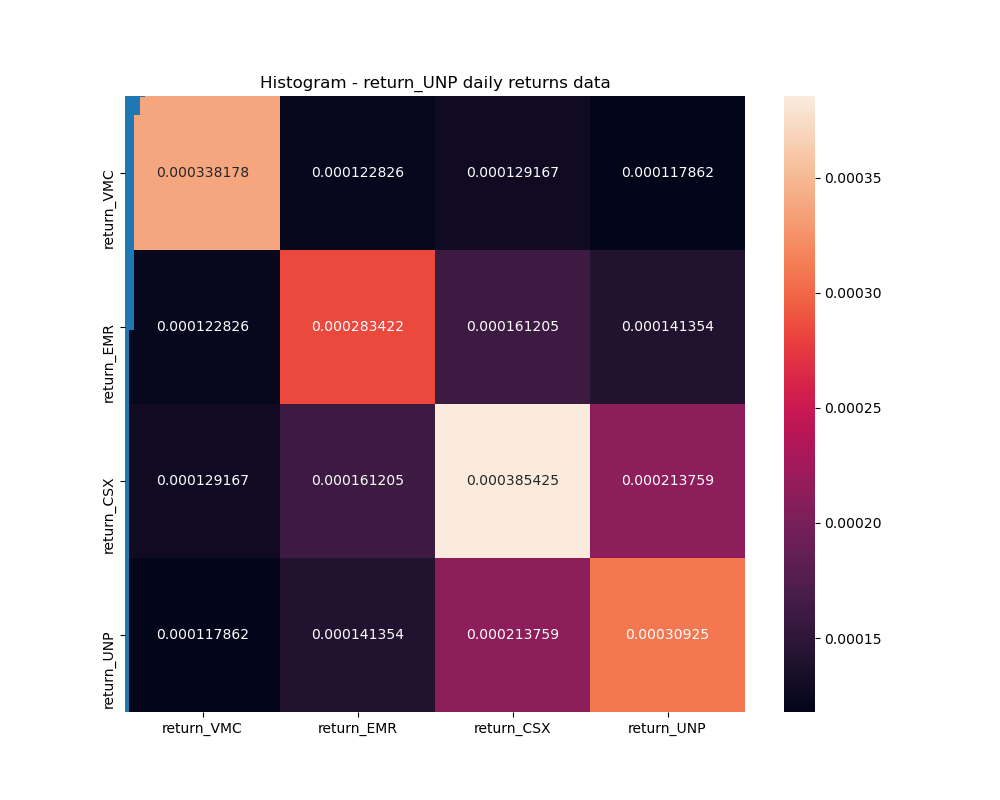 Histogram - return_UNP daily returns data
return_VMC
0.000338178 0.000122826 0.000129167 0.000117862
return_EMR
0.000122826 0.000283422 0.000161205 0.000141354
return_CSX
0.000129167 0.000161205 0.000385425 0.000213759
return_UNP
0.000117862 0.000141354 0.000213759 0.00030925
return_VMC return_EMR return_CSX return_UNP
0.00035
0.00030
0.00025
0.00020
0.00015